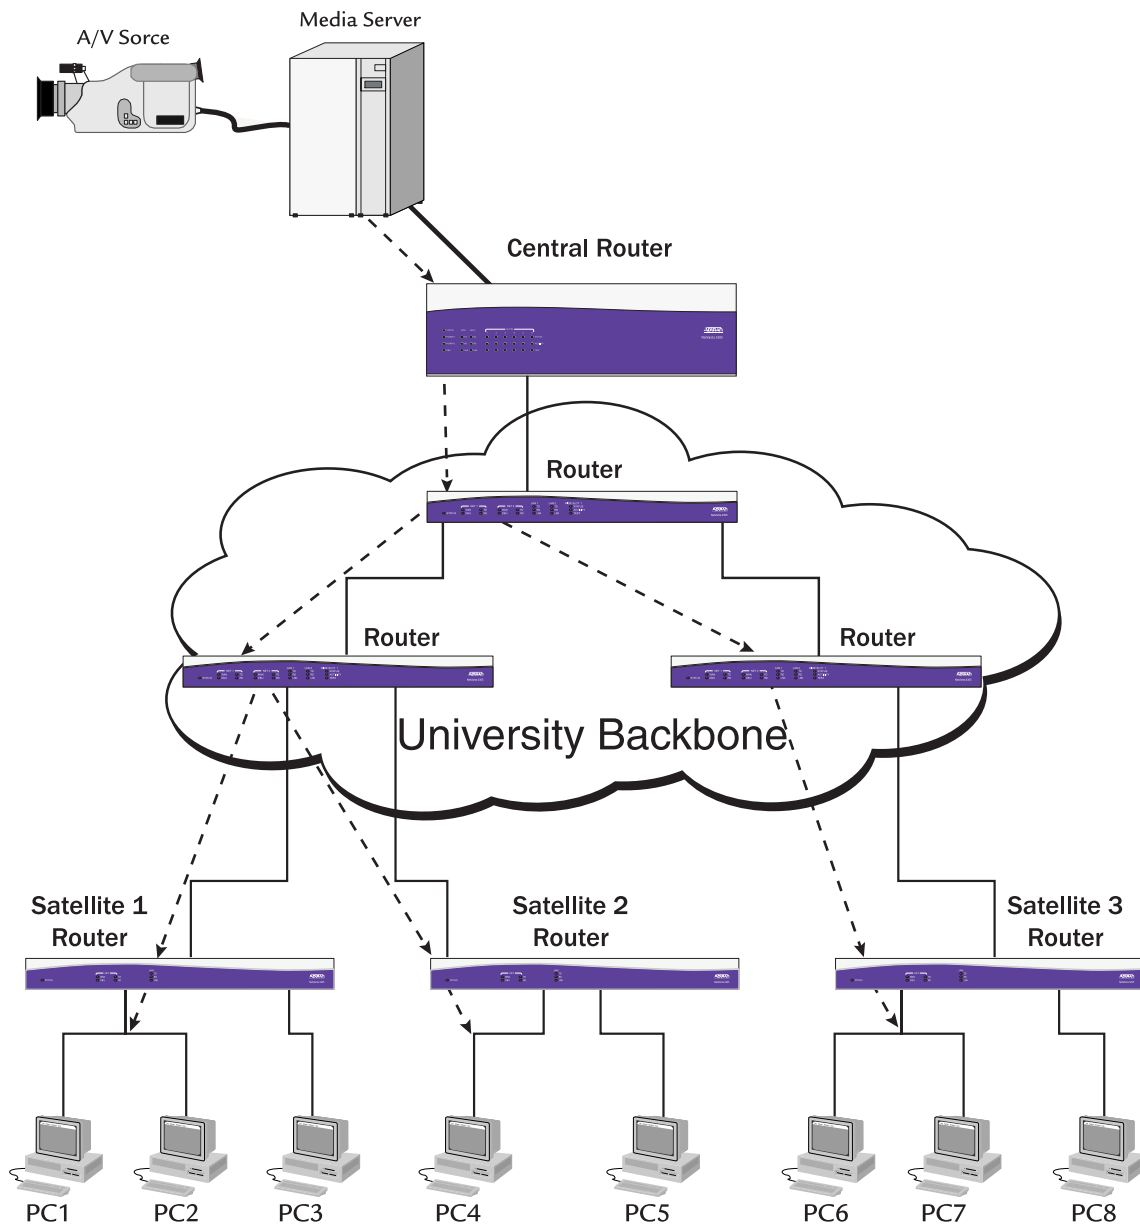 Media Server
A/V Sorce
Central Router
Router
Router
Router
University Backbone
Satellite 1
Router
Satellite 2
Router
Satellite 3
Router
PC1
PC2
PC3
PC4
PC5
PC6
PC7
PC8